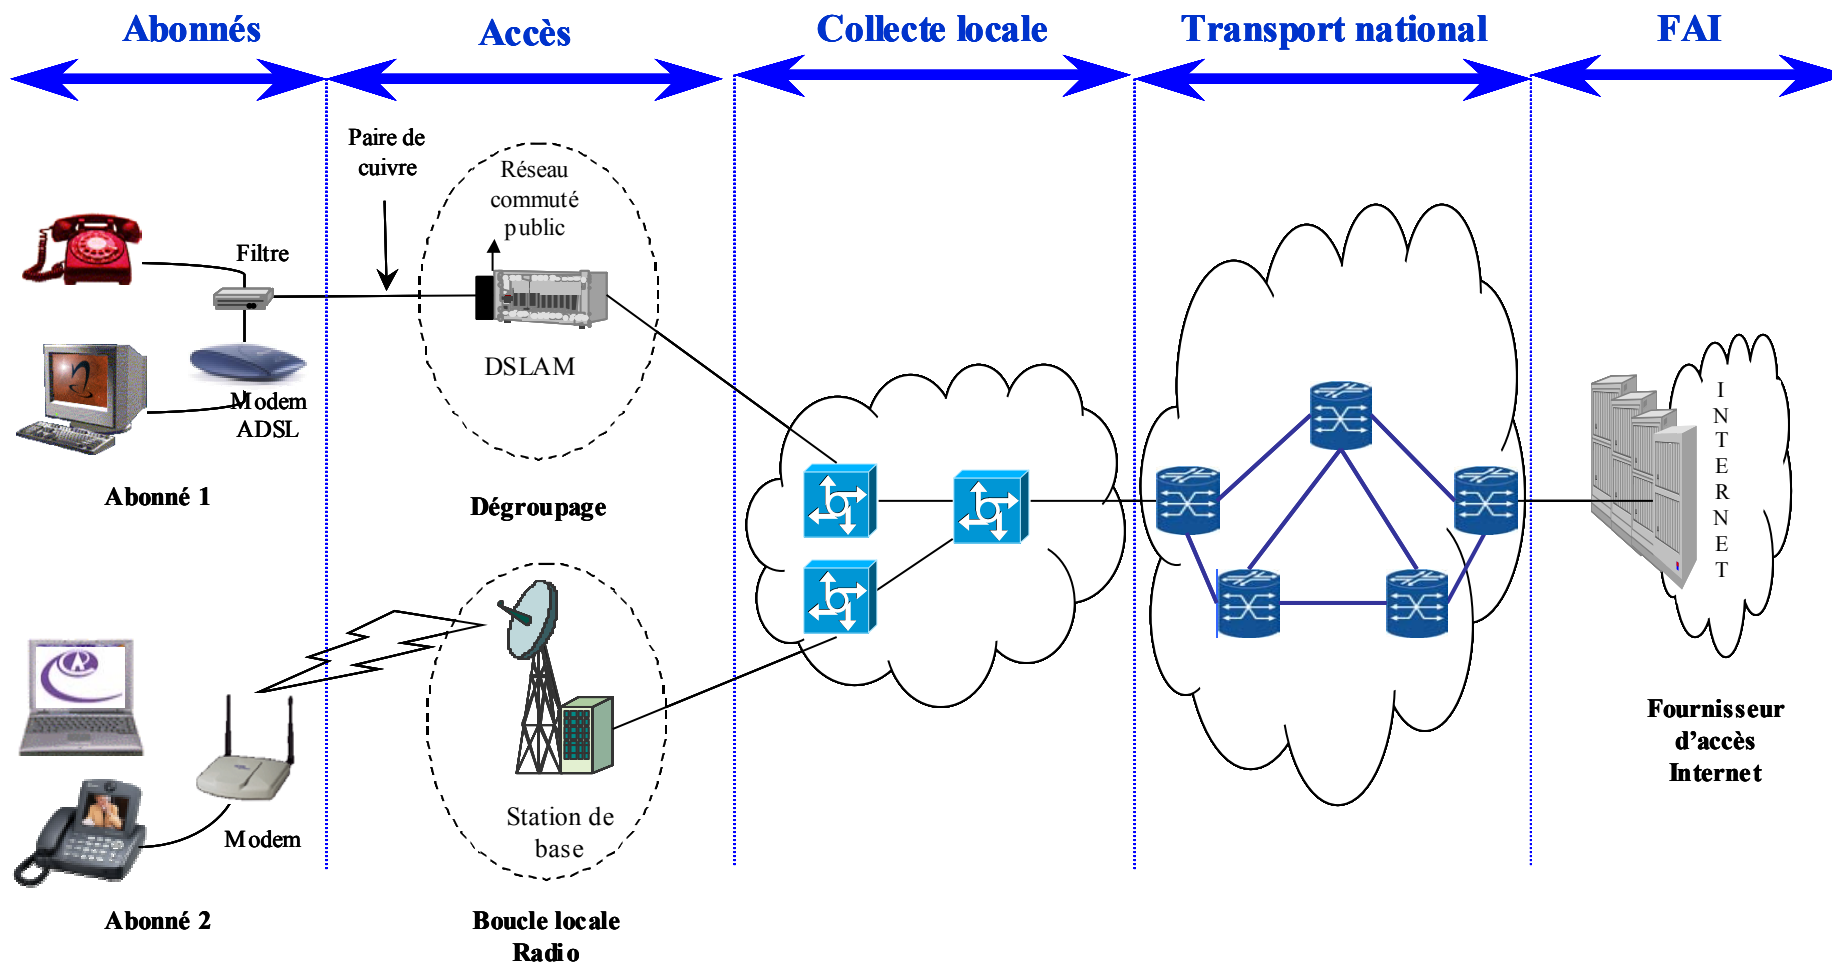 Abonnés
Accès
Collecte locale
Transport national
FAI
Paire de
cuivre
Réseau
commuté
public
Filtre
DSLAM
Modem
ADSL
Abonné 1
Dégroupage
INTERNET
Station de
base
Modem
Abonné 2
Boucle locale
Radio
Fournisseur
d’accès
Internet